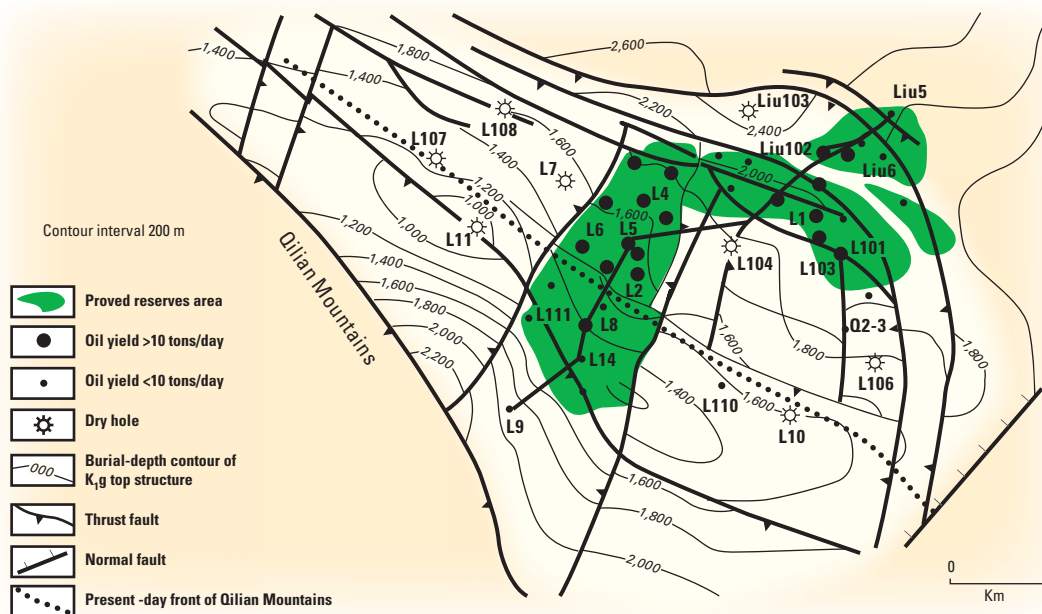 1,400
1,800
2,600
1,400
2,200
Liu5
Liu103
2,400
L108
L107
1,600
1,400
Liu102
L7
2,000
Liu6
1,200
1,000
L4
1,600
L1
1,000
L5
L6
L11
L101
1,200
L104
L103
Contour interval 200 m
Qilian Mountains
1,400
L2
1,600
L111
L8
Q2-3
1,800
1,600
1,800
1,800
2,000
L14
L106
2,200
1,400
L110
1,600
L10
L9
1,600
1,800
2,000
Proved reserves area
Oil yield >10 tons/day
Oil yield <10 tons/day
Dry hole
000
Burial-depth contour of
K₁g top structure
Thrust fault
Normal fault
Present -day front of Qilian Mountains
0
Km